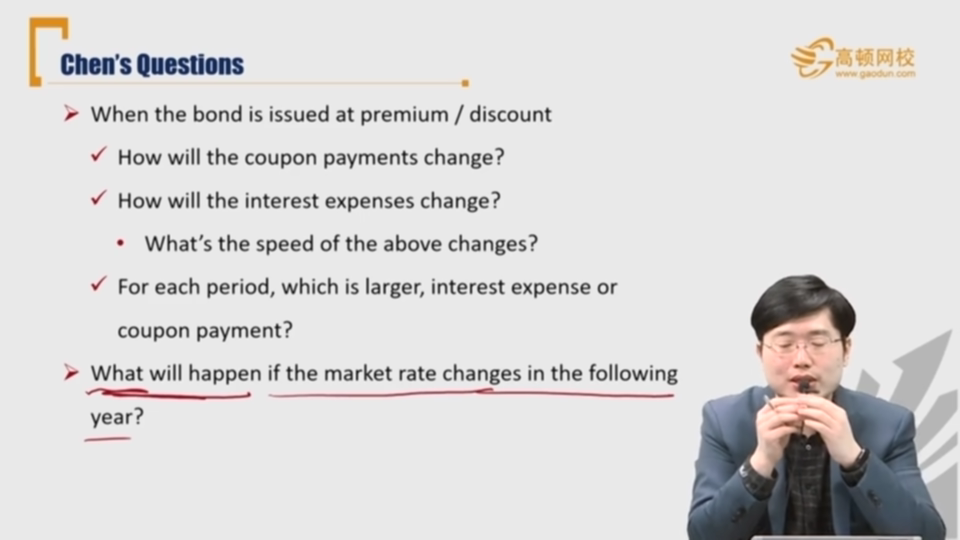 Chen's Questions
高顿网校
www.gaodun.com
➢ When the bond is issued at premium / discount
✓ How will the coupon payments change?
✓ How will the interest expenses change?
• What's the speed of the above changes?
✓ For each period, which is larger, interest expense or
coupon payment?
➢ What will happen if the market rate changes in the following
year?